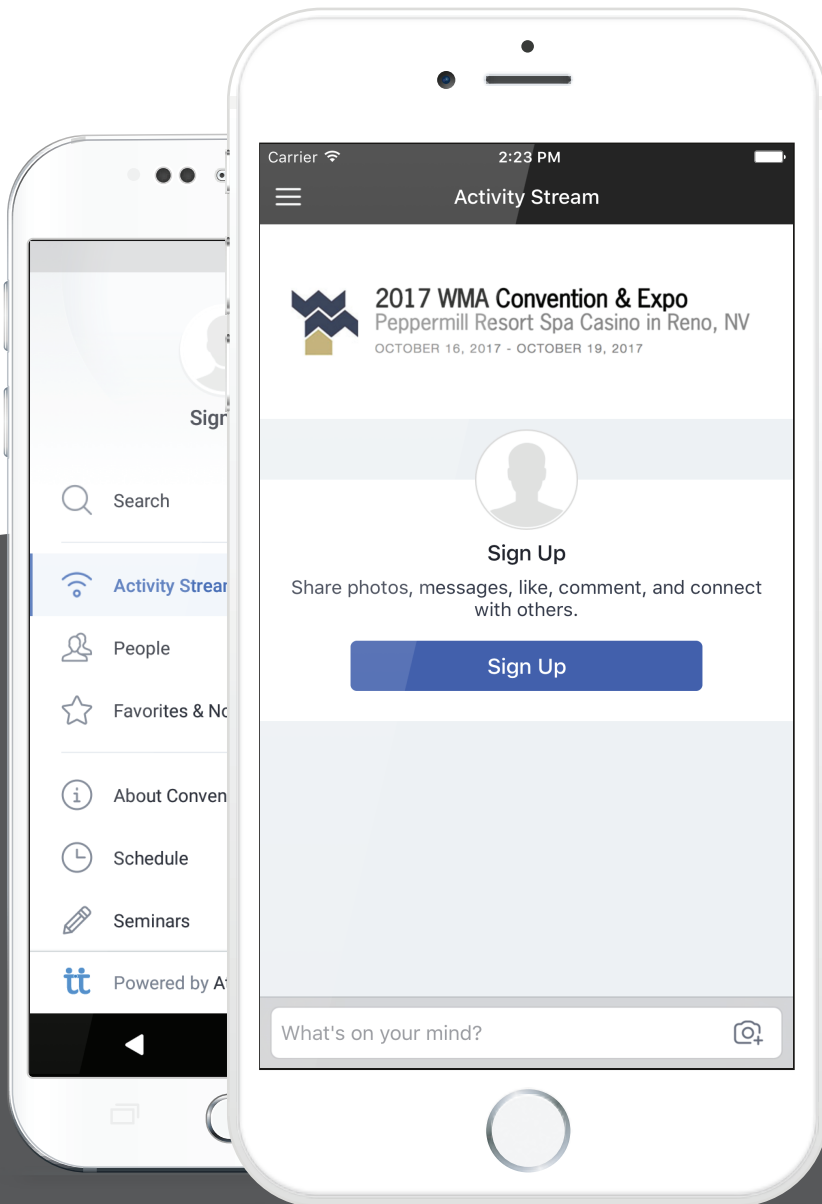 Carrier
2:23 PM
Activity Stream
2017 WMA Convention & Expo
Peppermill Resort Spa Casino in Reno, NV
OCTOBER 16, 2017 - OCTOBER 19, 2017
Sign Up
Share photos, messages, like, comment, and connect
with others.
Sign Up
What's on your mind?
Search
Activity
People
Favorites &
About
Schedule
Seminars
Powered by